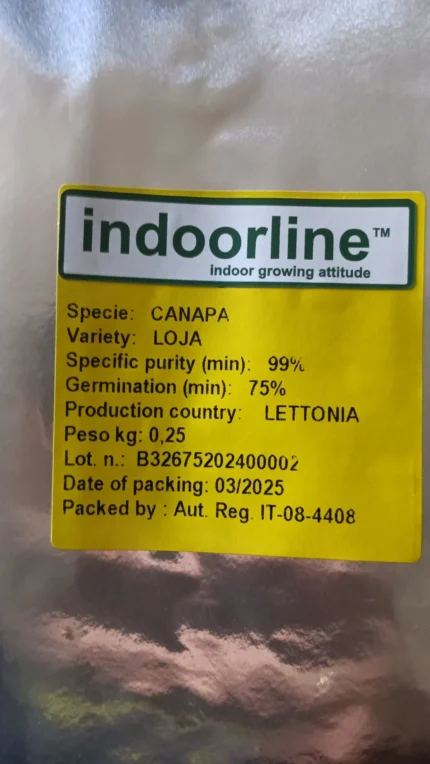 indoorline™
indoor growing attitude
Specie: CANAPA
Variety: LOJA
Specific purity (min): 99%
Germination (min): 75%
Production country: LETTONIA
Peso kg: 0,25
Lot. n.: B32675202400002
Date of packing: 03/2025
Packed by : Aut. Reg. IT-08-4408